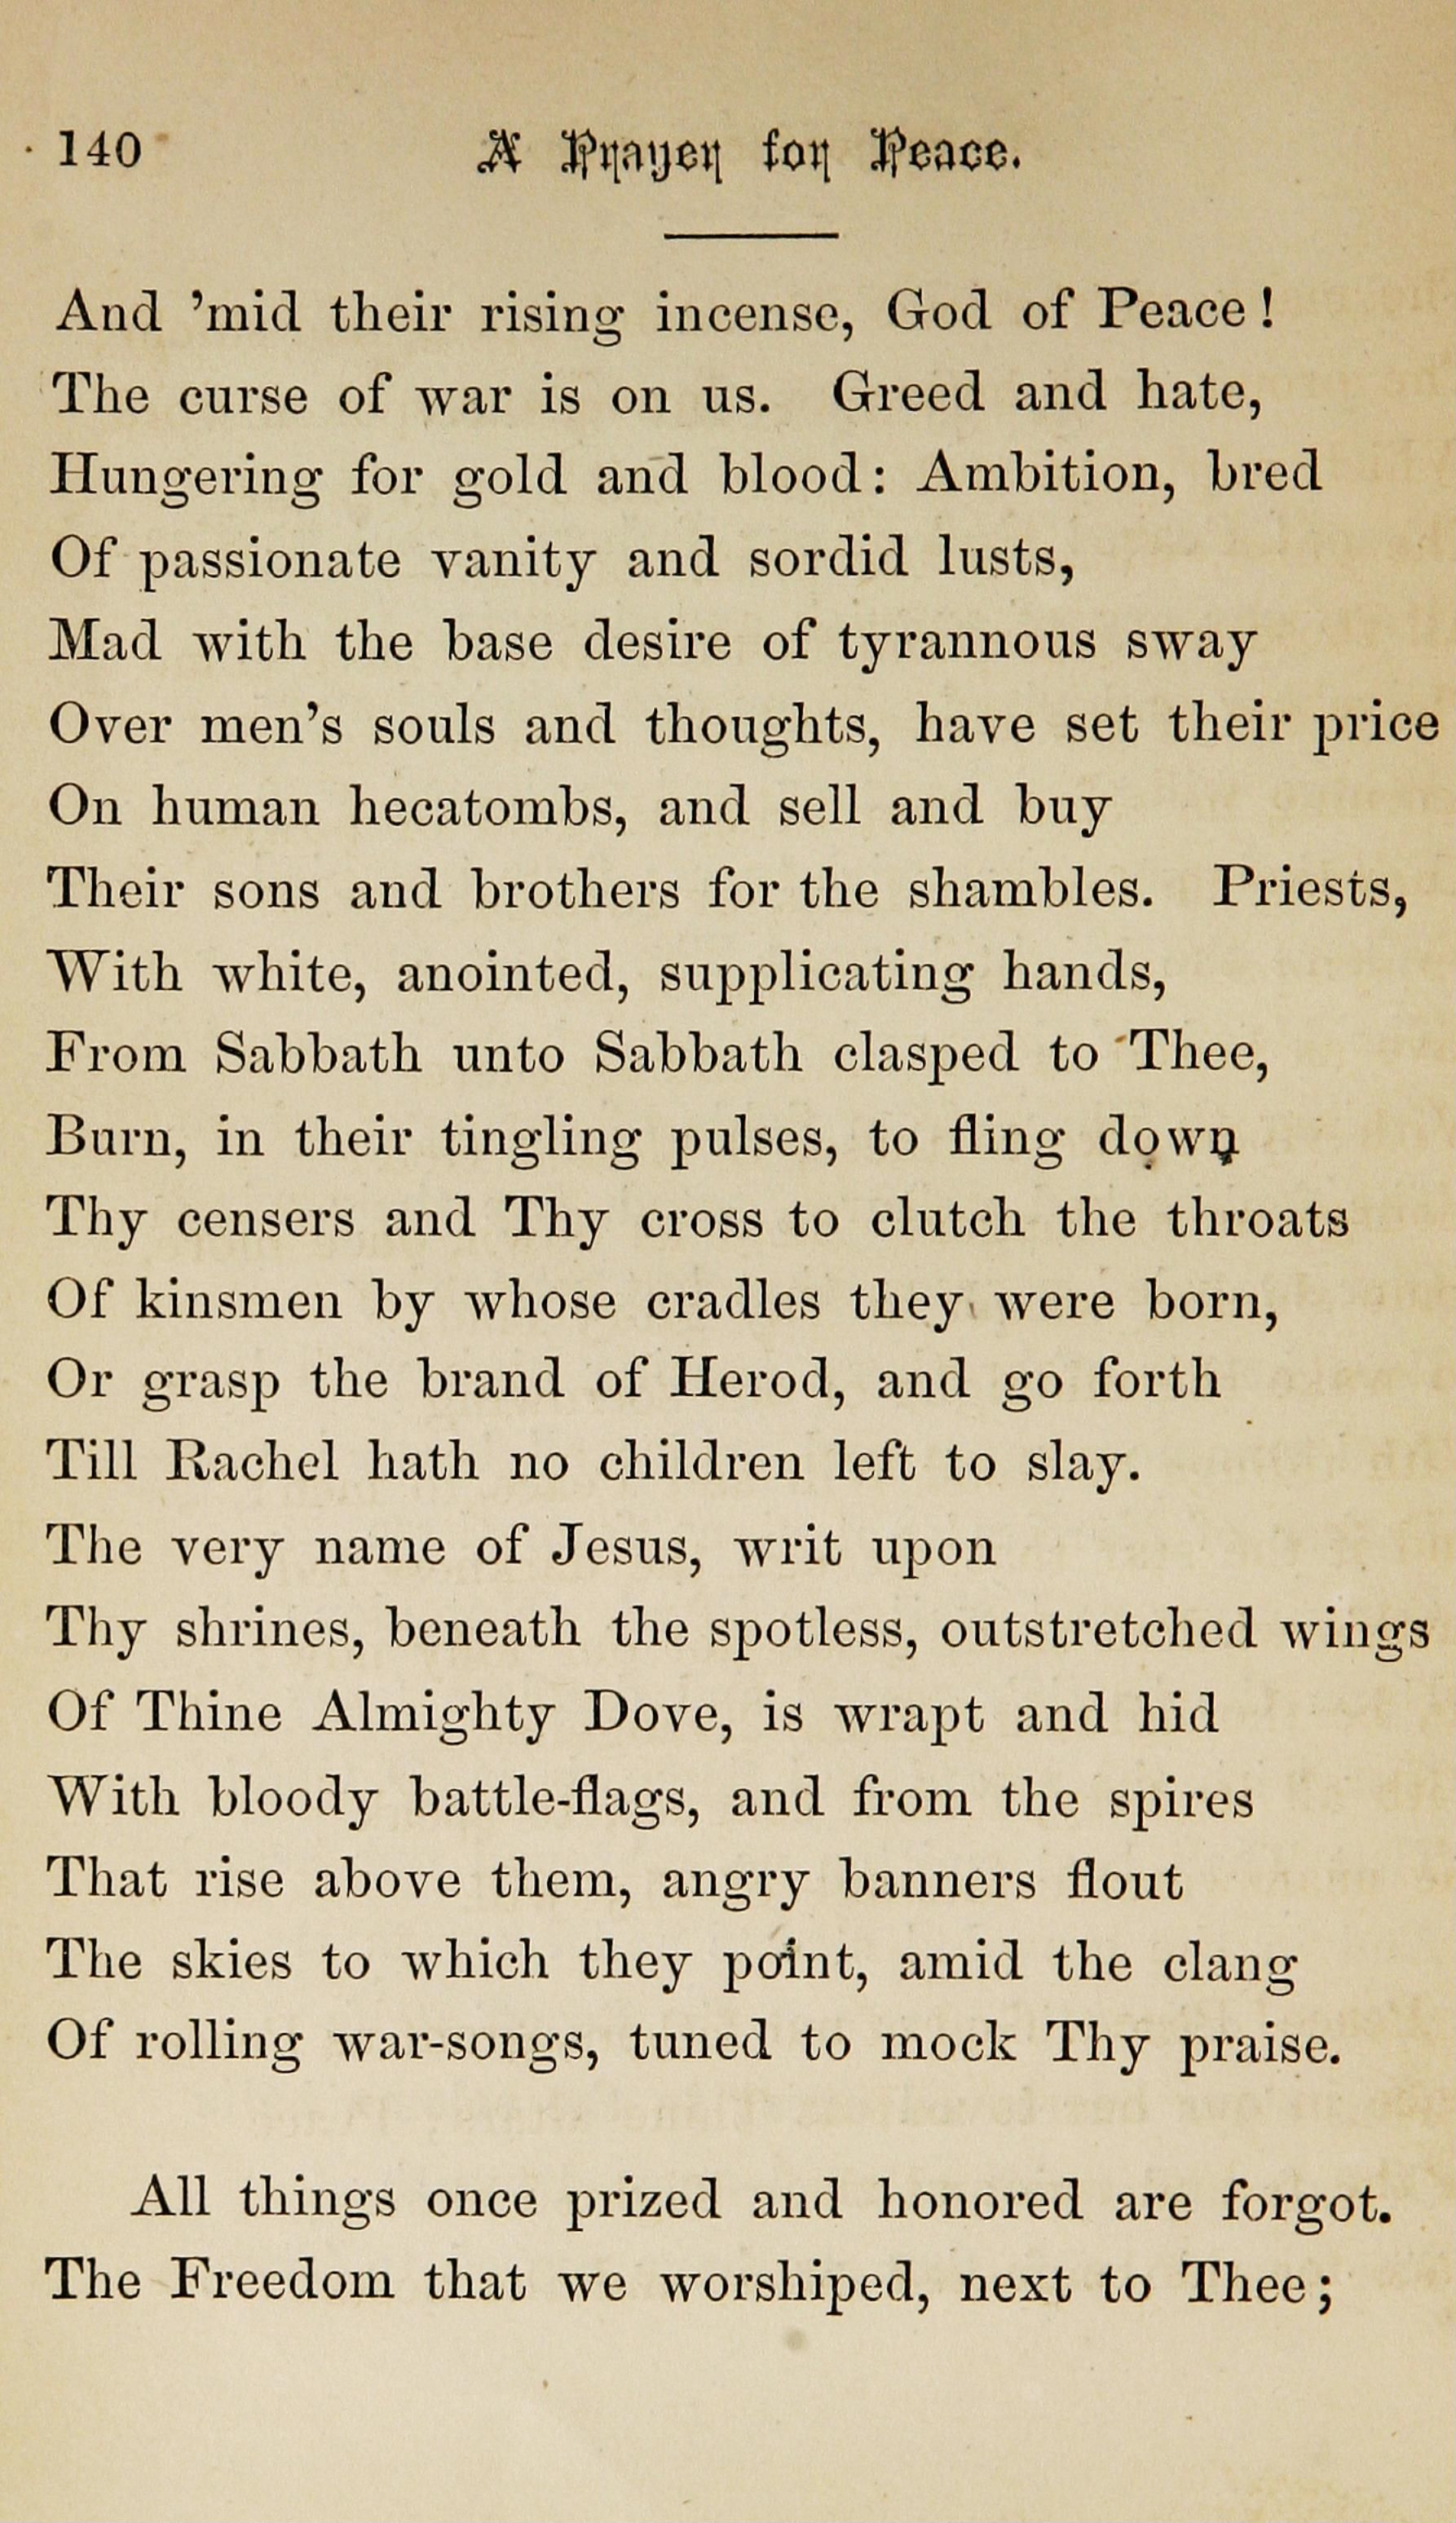 140 A Prayer for Peace.
And ’mid their rising incense, God of Peace!
The curse of war is on us. Greed and hate,
Hungering for gold and blood: Ambition, bred
Of passionate vanity and sordid lusts,
Mad with the base desire of tyrannous sway
Over men’s souls and thoughts, have set their price
On human hecatombs, and sell and buy
Their sons and brothers for the shambles. Priests,
With white, anointed, supplicating hands,
From Sabbath unto Sabbath clasped to Thee,
Burn, in their tingling pulses, to fling down
Thy censers and Thy cross to clutch the throats
Of kinsmen by whose cradles they were born,
Or grasp the brand of Herod, and go forth
Till Rachel hath no children left to slay.
The very name of Jesus, writ upon
Thy shrines, beneath the spotless, outstretched wings
Of Thine Almighty Dove, is wrapt and hid
With bloody battle-flags, and from the spires
That rise above them, angry banners flout
The skies to which they point, amid the clang
Of rolling war-songs, tuned to mock Thy praise.
All things once prized and honored are forgot.
The Freedom that we worshiped, next to Thee;